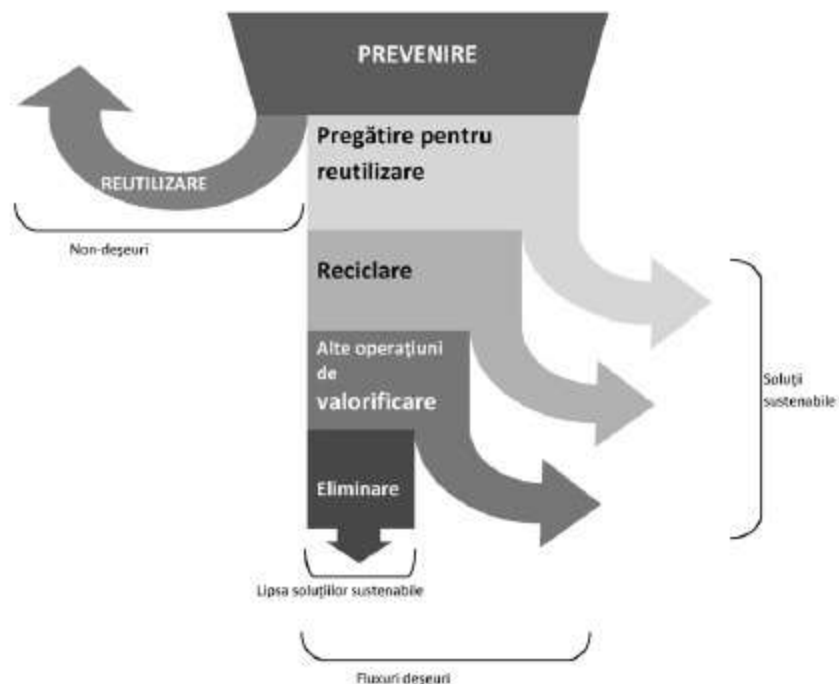 PREVENIRE
Pregătire pentru
reutilizare
REUTILIZARE
Non-deșeuri
Reciclare
Alte operațiuni
de
valorificare
Soluții
sustenabile
Eliminare
Lipsa soluțiilor sustenabile
Fluxuri deșeuri